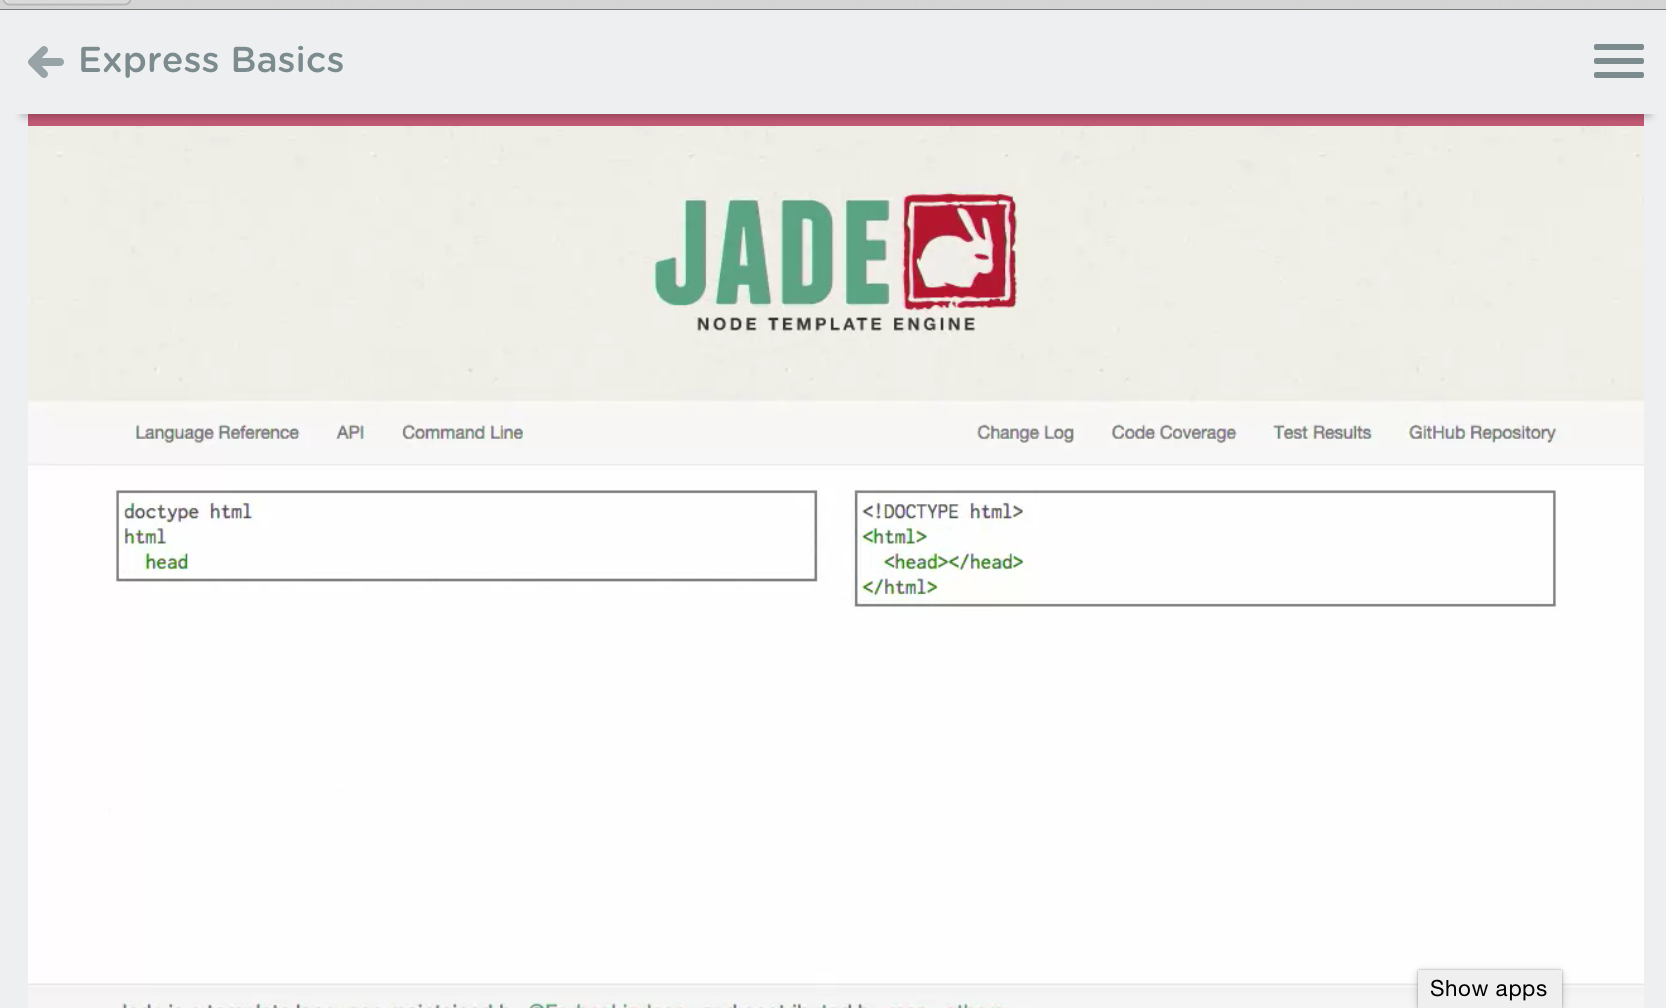 Express Basics
JADE
NODE TEMPLATE ENGINE
Language Reference API Command Line Change Log Code Coverage Test Results GitHub Repository
doctype html
html
  head
<!DOCTYPE html>
<html>
  <head></head>
</html>
Show apps